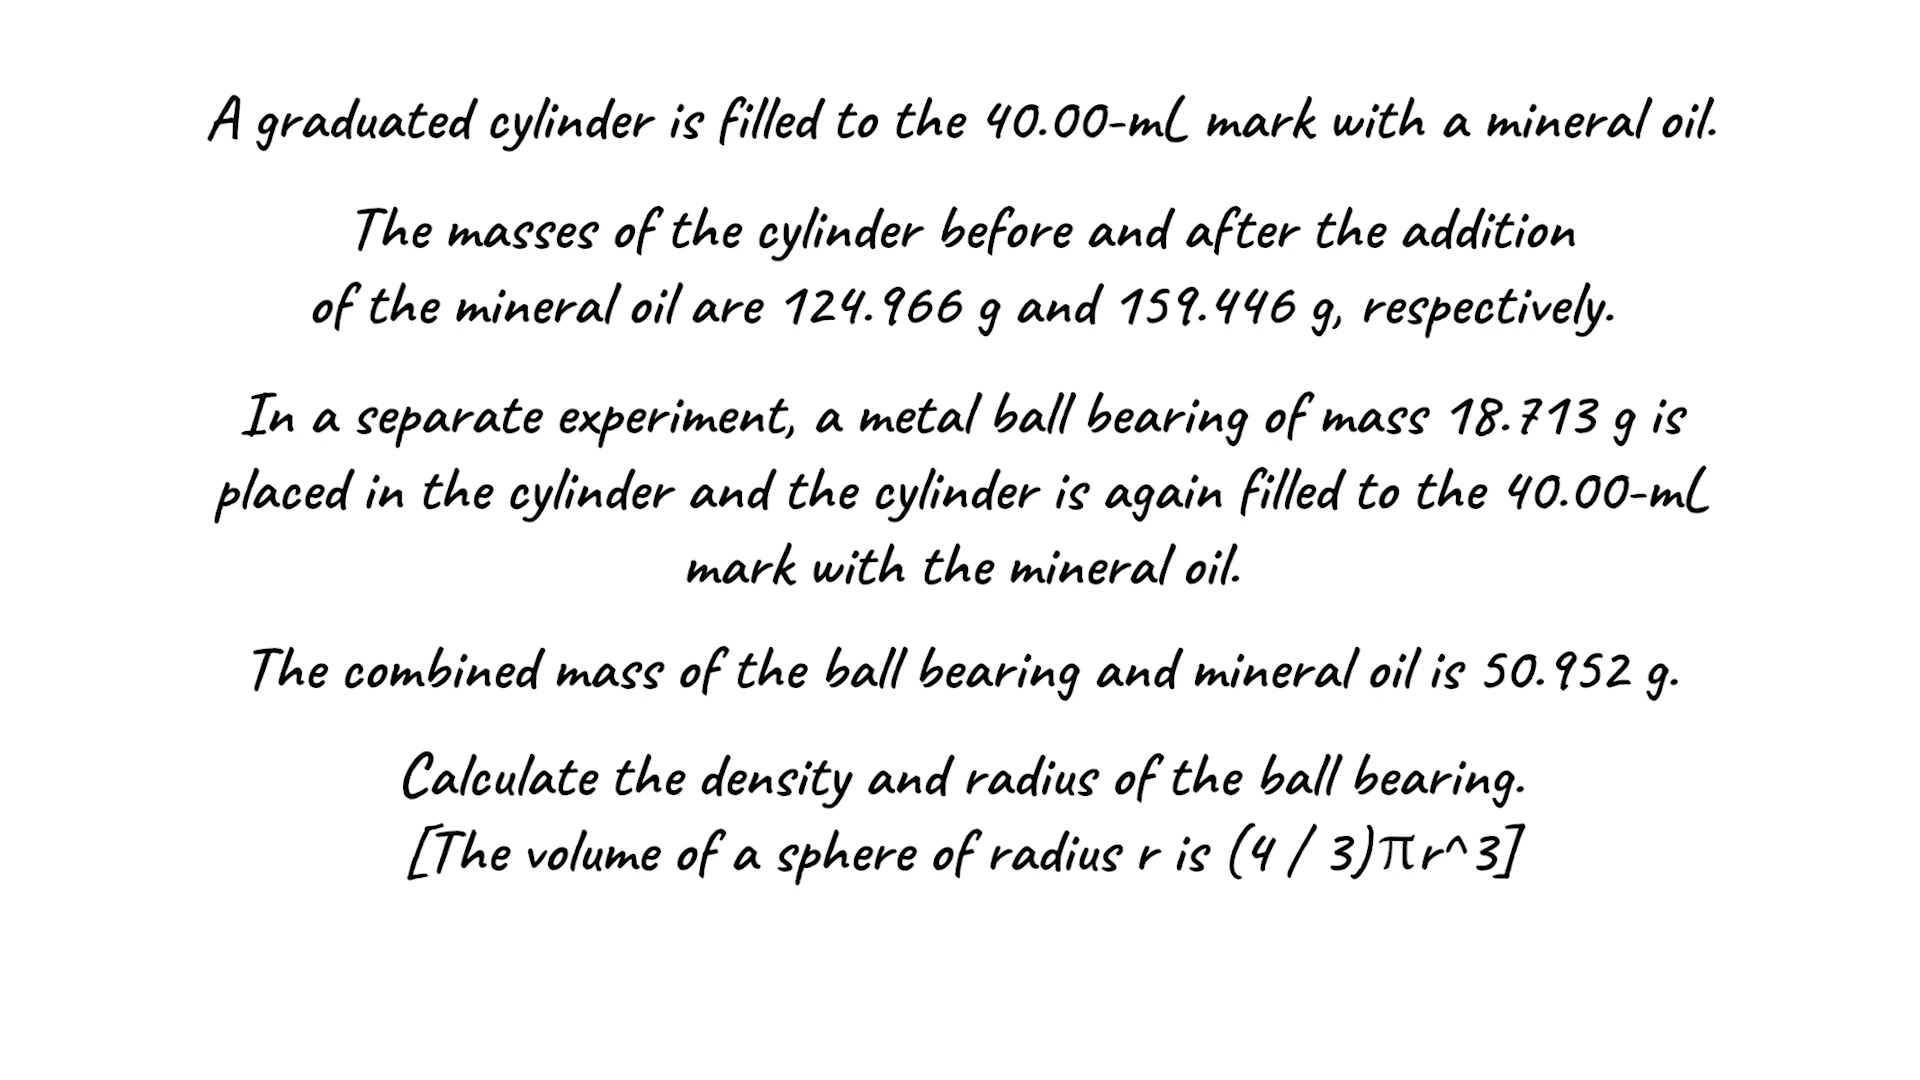 A graduated cylinder is filled to the 40.00-mL mark with a mineral oil.
The masses of the cylinder before and after the addition
of the mineral oil are 124.966 g and 159.446 g, respectively.
In a separate experiment, a metal ball bearing of mass 18.713 g is
placed in the cylinder and the cylinder is again filled to the 40.00-mL
mark with the mineral oil.
The combined mass of the ball bearing and mineral oil is 50.952 g.
Calculate the density and radius of the ball bearing.
[The volume of a sphere of radius r is (4 / 3)πr^3]